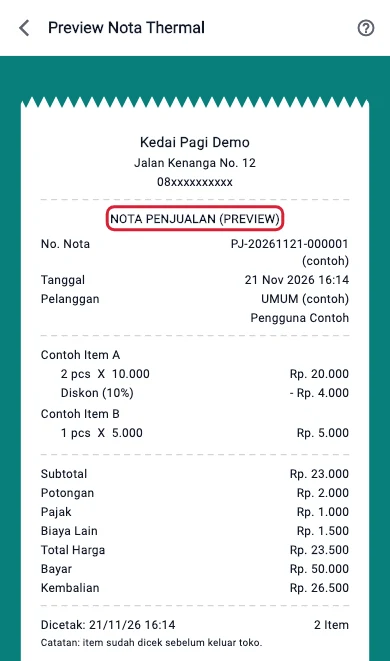 Preview Nota Thermal
Kedai Pagi Demo
Jalan Kenanga No. 12
08xxxxxxxxxx
NOTA PENJUALAN (PREVIEW)
No. Nota PJ-20261121-000001
(contoh)
Tanggal 21 Nov 2026 16:14
Pelanggan UMUM (contoh)
Pengguna Contoh
Contoh Item A
2 pcs X 10.000 Rp. 20.000
Diskon (10%) - Rp. 4.000
Contoh Item B
1 pcs X 5.000 Rp. 5.000
Subtotal Rp. 23.000
Potongan Rp. 2.000
Pajak Rp. 1.000
Biaya Lain Rp. 1.500
Total Harga Rp. 23.500
Bayar Rp. 50.000
Kembalian Rp. 26.500
Dicetak: 21/11/26 16:14 2 Item
Catatan: item sudah dicek sebelum keluar toko.